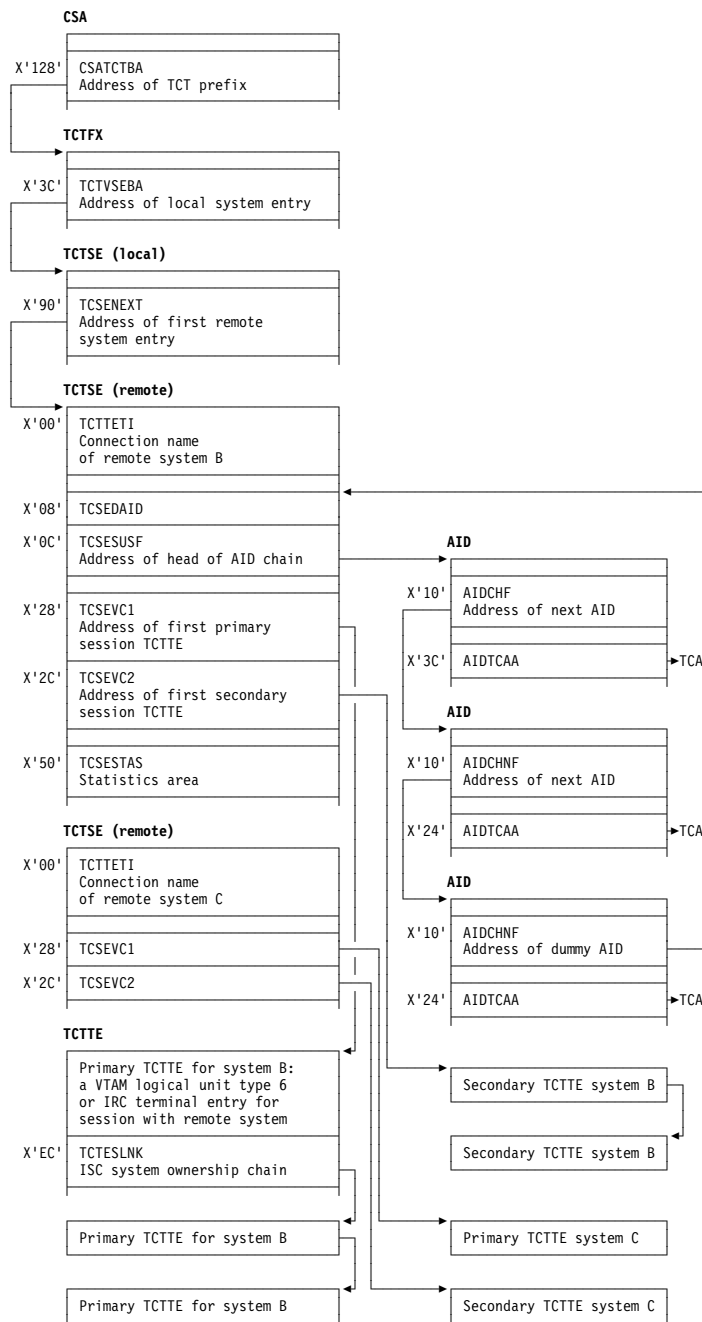 CSA
X'128' CSATCTBA
Address of TCT prefix
TCTFX
X'3C' TCTVSEBA
Address of local system entry
TCTSE (local)
X'90' TCSENEXT
Address of first remote
system entry
TCTSE (remote)
X'00' TCTTETI
Connection name
of remote system B
X'08' TCSEDAID
X'0C' TCSESUSF
Address of head of AID chain
X'28' TCSEVC1
Address of first primary
session TCTTE
X'2C' TCSEVC2
Address of first secondary
session TCTTE
X'50' TCSESTAS
Statistics area
AID
X'10' AIDCHF
Address of next AID
X'3C' AIDTCAA TCA
AID
X'10' AIDCHNF
Address of next AID
X'24' AIDTCAA TCA
AID
X'10' AIDCHNF
Address of dummy AID
X'24' AIDTCAA TCA
TCTSE (remote)
X'00' TCTTETI
Connection name
of remote system C
X'28' TCSEVC1
X'2C' TCSEVC2
TCTTE
Primary TCTTE for system B:
a VTAM logical unit type 6
or IRC terminal entry for
session with remote system
X'EC' TCTESLNK
ISC system ownership chain
Primary TCTTE for system B
Primary TCTTE for system B
Secondary TCTTE system B
Secondary TCTTE system B
Primary TCTTE system C
Secondary TCTTE system C